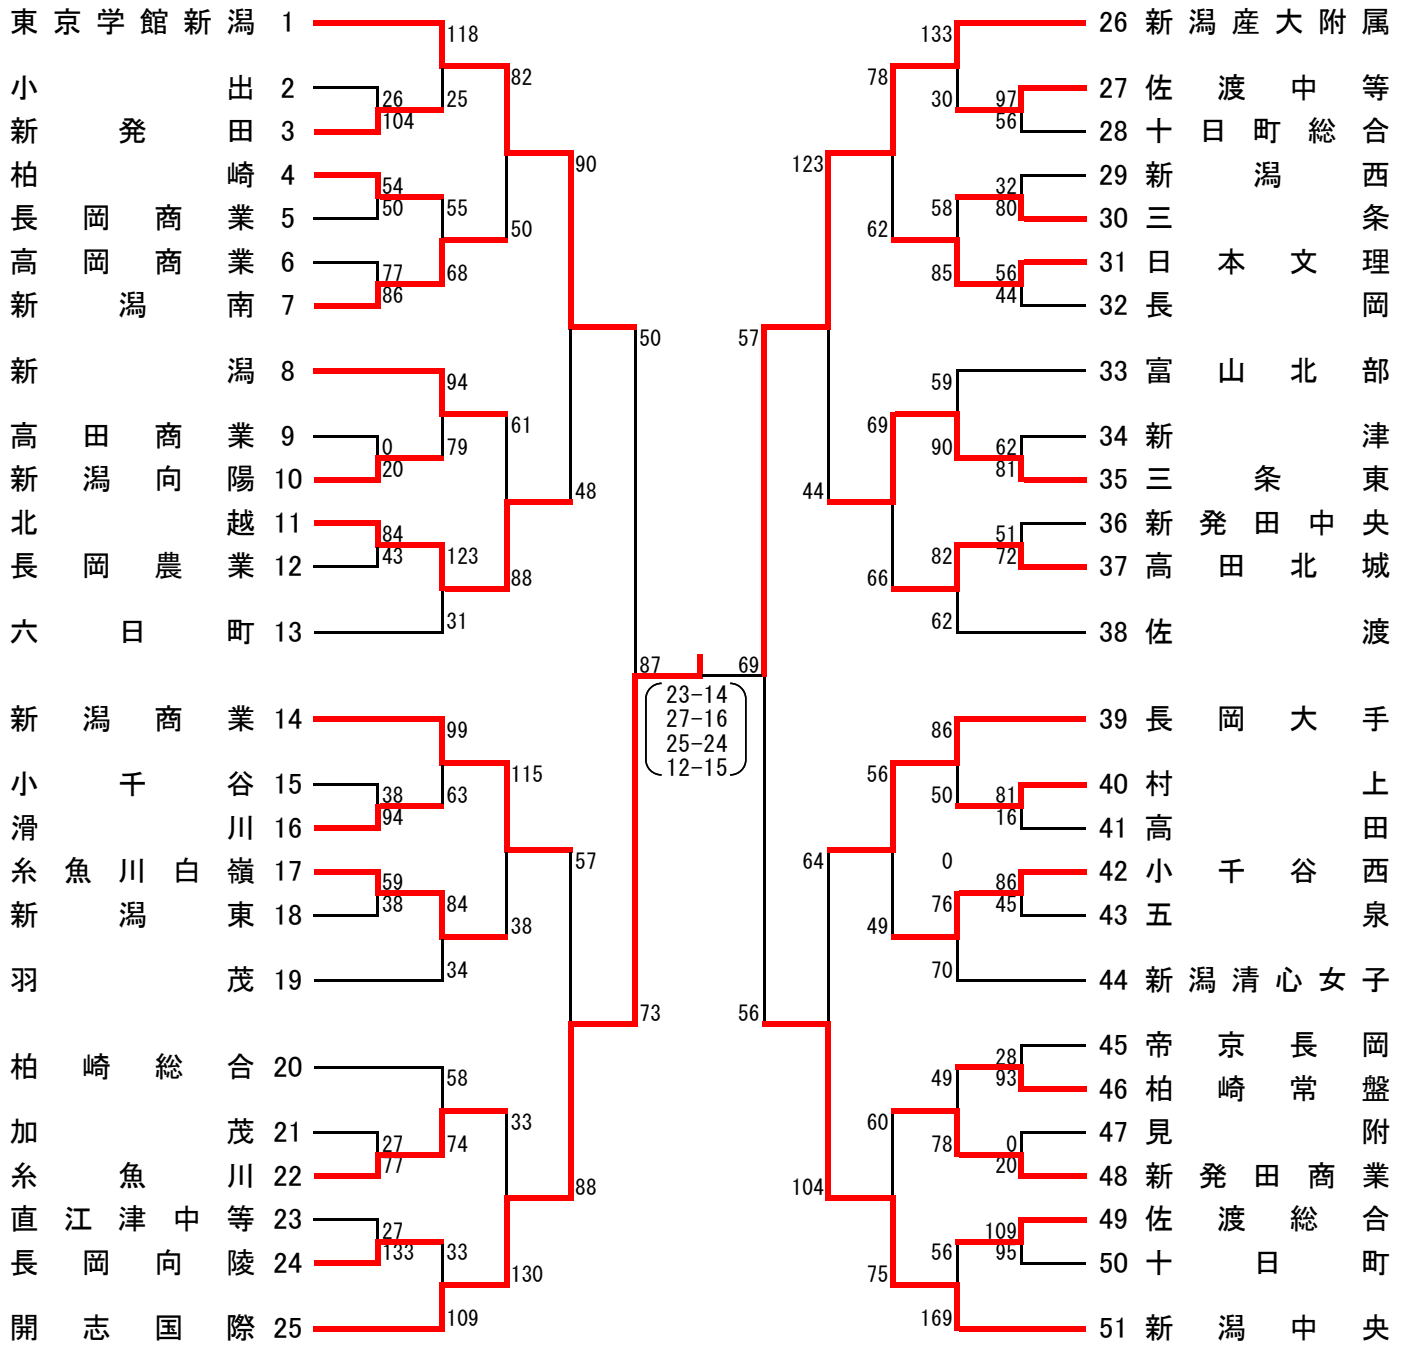 東京学館新潟 1
小出 2
新発田 3
柏崎 4
長岡商業 5
高岡商業 6
新潟南 7
新潟 8
高田商業 9
新潟向陽 10
北越 11
長岡農業 12
六日町 13
新潟商業 14
小千谷 15
滑川 16
糸魚川白嶺 17
新潟東 18
羽茂 19
柏崎総合 20
加茂 21
糸魚川 22
直江津中等 23
長岡向陵 24
開志国際 25
118
26
104
25
82
54
50
55
77
86
68
50
90
94
0
20
79
61
84
43
123
31
88
48
50
99
38
94
63
115
59
38
84
34
38
57
58
27
77
74
33
27
133
33
109
130
88
73
87
69
23-14
27-16
25-24
12-15
57
56
133
97
56
30
78
32
80
58
56
44
85
62
123
59
62
81
90
69
51
72
82
62
66
44
86
81
16
50
56
0
86
45
76
70
49
64
28
93
49
0
20
78
60
109
95
56
169
75
104
26 新潟産大附属
27 佐渡中等
28 十日町総合
29 新潟西
30 三条
31 日本文理
32 長岡
33 富山北部
34 新津
35 三条東
36 新発田中央
37 高田北城
38 佐渡
39 長岡大手
40 村上
41 高田
42 小千谷西
43 五泉
44 新潟清心女子
45 帝京長岡
46 柏崎常盤
47 見附
48 新発田商業
49 佐渡総合
50 十日町
51 新潟中央